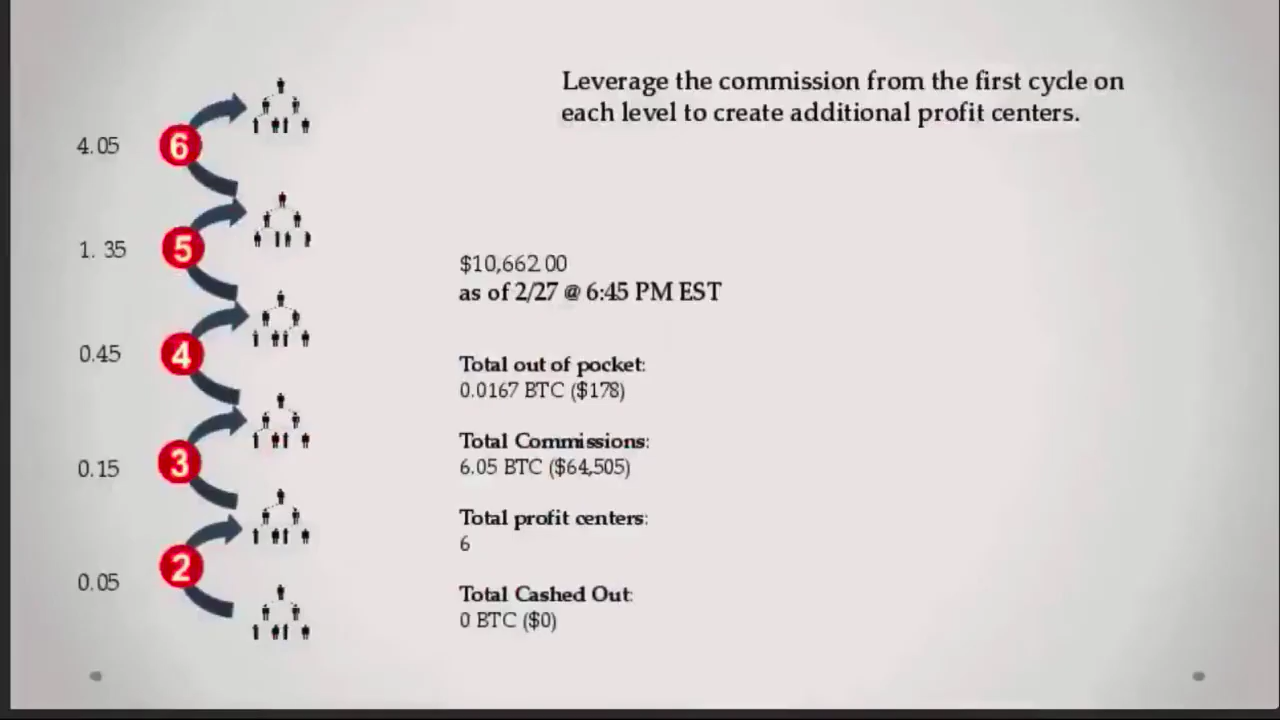 Leverage the commission from the first cycle on
each level to create additional profit centers.
4.05
6
1. 35
5
$10,662.00
as of 2/27 @ 6:45 PM EST
0.45
4
Total out of pocket:
0.0167 BTC ($178)
Total Commissions:
6.05 BTC ($64,505)
0.15
3
Total profit centers:
6
0.05
2
Total Cashed Out:
0 BTC ($0)